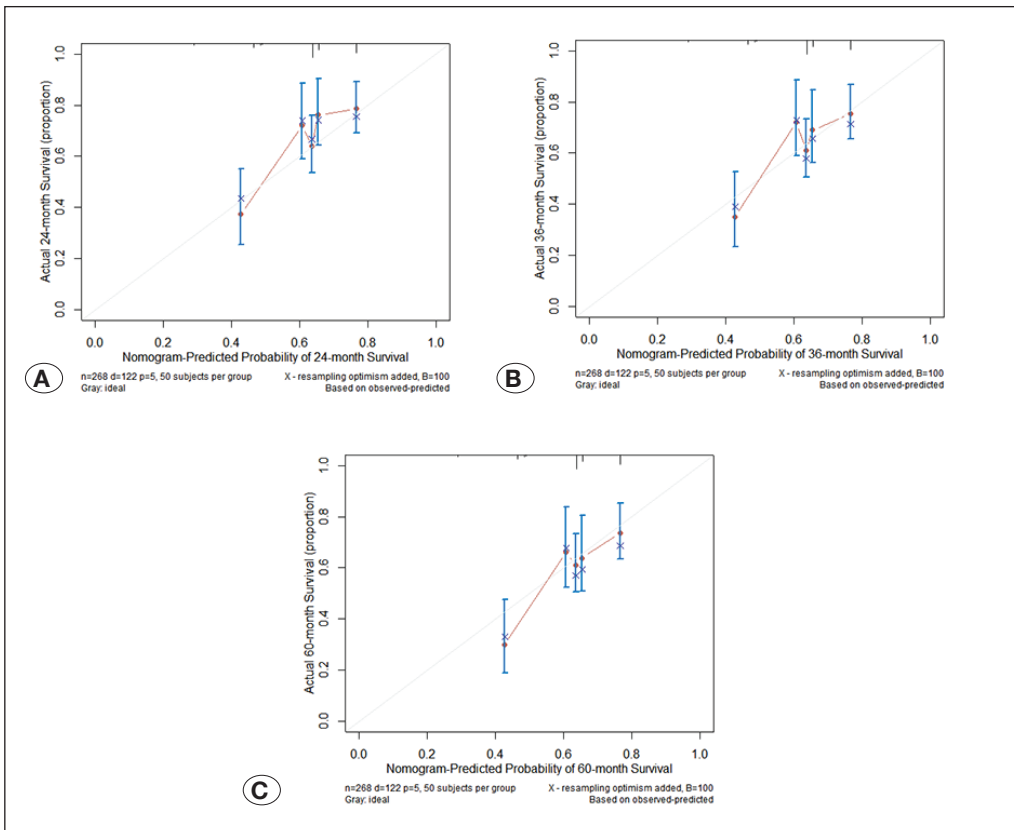 Actual 24-month Survival (proportion)
1.0
0.8
0.6
0.4
0.2
0.0
0.0 0.2 0.4 0.6 0.8 1.0
Nomogram-Predicted Probability of 24-month Survival
n=268 d=122 p=5, 50 subjects per group X - resampling optimism added, B=100
Gray: ideal Based on observed-predicted
A
Actual 36-month Survival (proportion)
1.0
0.8
0.6
0.4
0.2
0.0
0.0 0.2 0.4 0.6 0.8 1.0
Nomogram-Predicted Probability of 36-month Survival
n=268 d=122 p=5, 50 subjects per group X - resampling optimism added, B=100
Gray: ideal Based on observed-predicted
B
Actual 60-month Survival (proportion)
1.0
0.8
0.6
0.4
0.2
0.0
0.0 0.2 0.4 0.6 0.8 1.0
Nomogram-Predicted Probability of 60-month Survival
n=268 d=122 p=5, 50 subjects per group X - resampling optimism added, B=100
Gray: ideal Based on observed-predicted
C